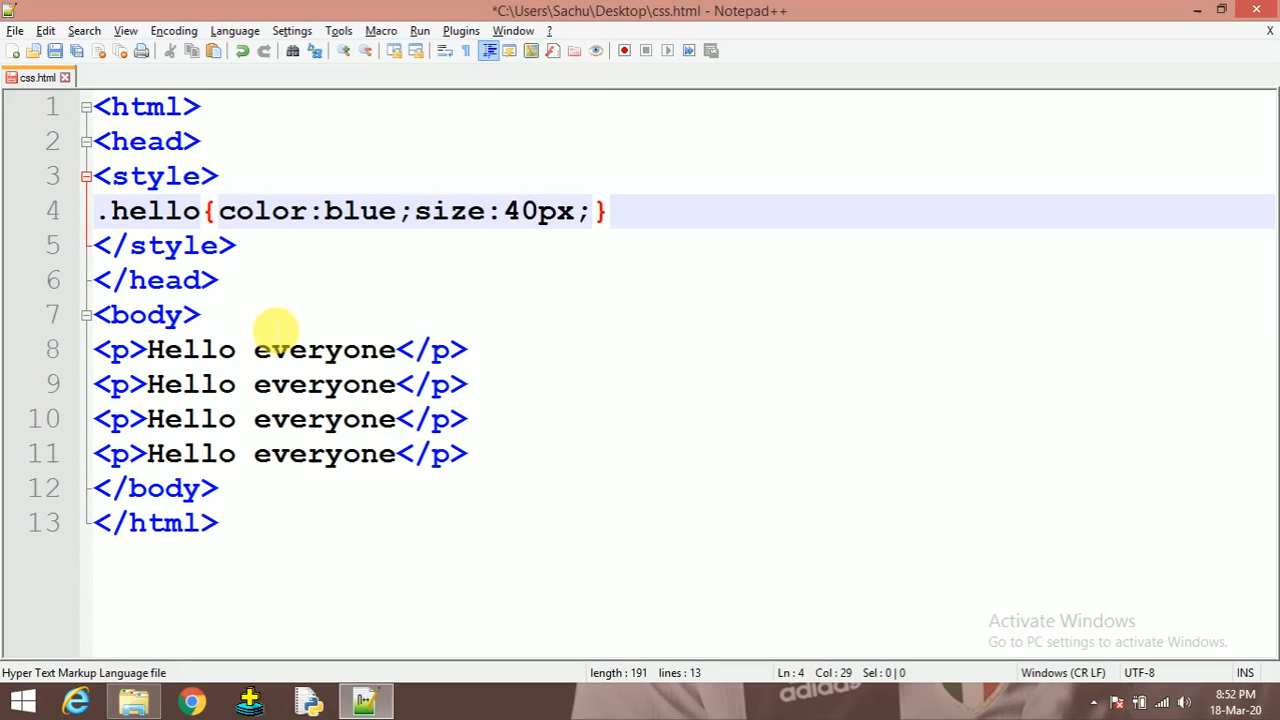 *C:\Users\Sachu\Desktop\css.html - Notepad++
File Edit Search View Encoding Language Settings Tools Macro Run Plugins Window ? X
css.html
1 <html>
2 <head>
3 <style>
4 .hello{color:blue;size:40px;}
5 </style>
6 </head>
7 <body>
8 <p>Hello everyone</p>
9 <p>Hello everyone</p>
10 <p>Hello everyone</p>
11 <p>Hello everyone</p>
12 </body>
13 </html>
Activate Windows
Go to PC settings to activate Windows.
Hyper Text Markup Language file length : 191 lines : 13 Ln : 4 Col : 29 Sel : 0 | 0 Windows (CR LF) UTF-8 INS
adidas
8:52 PM
18-Mar-20